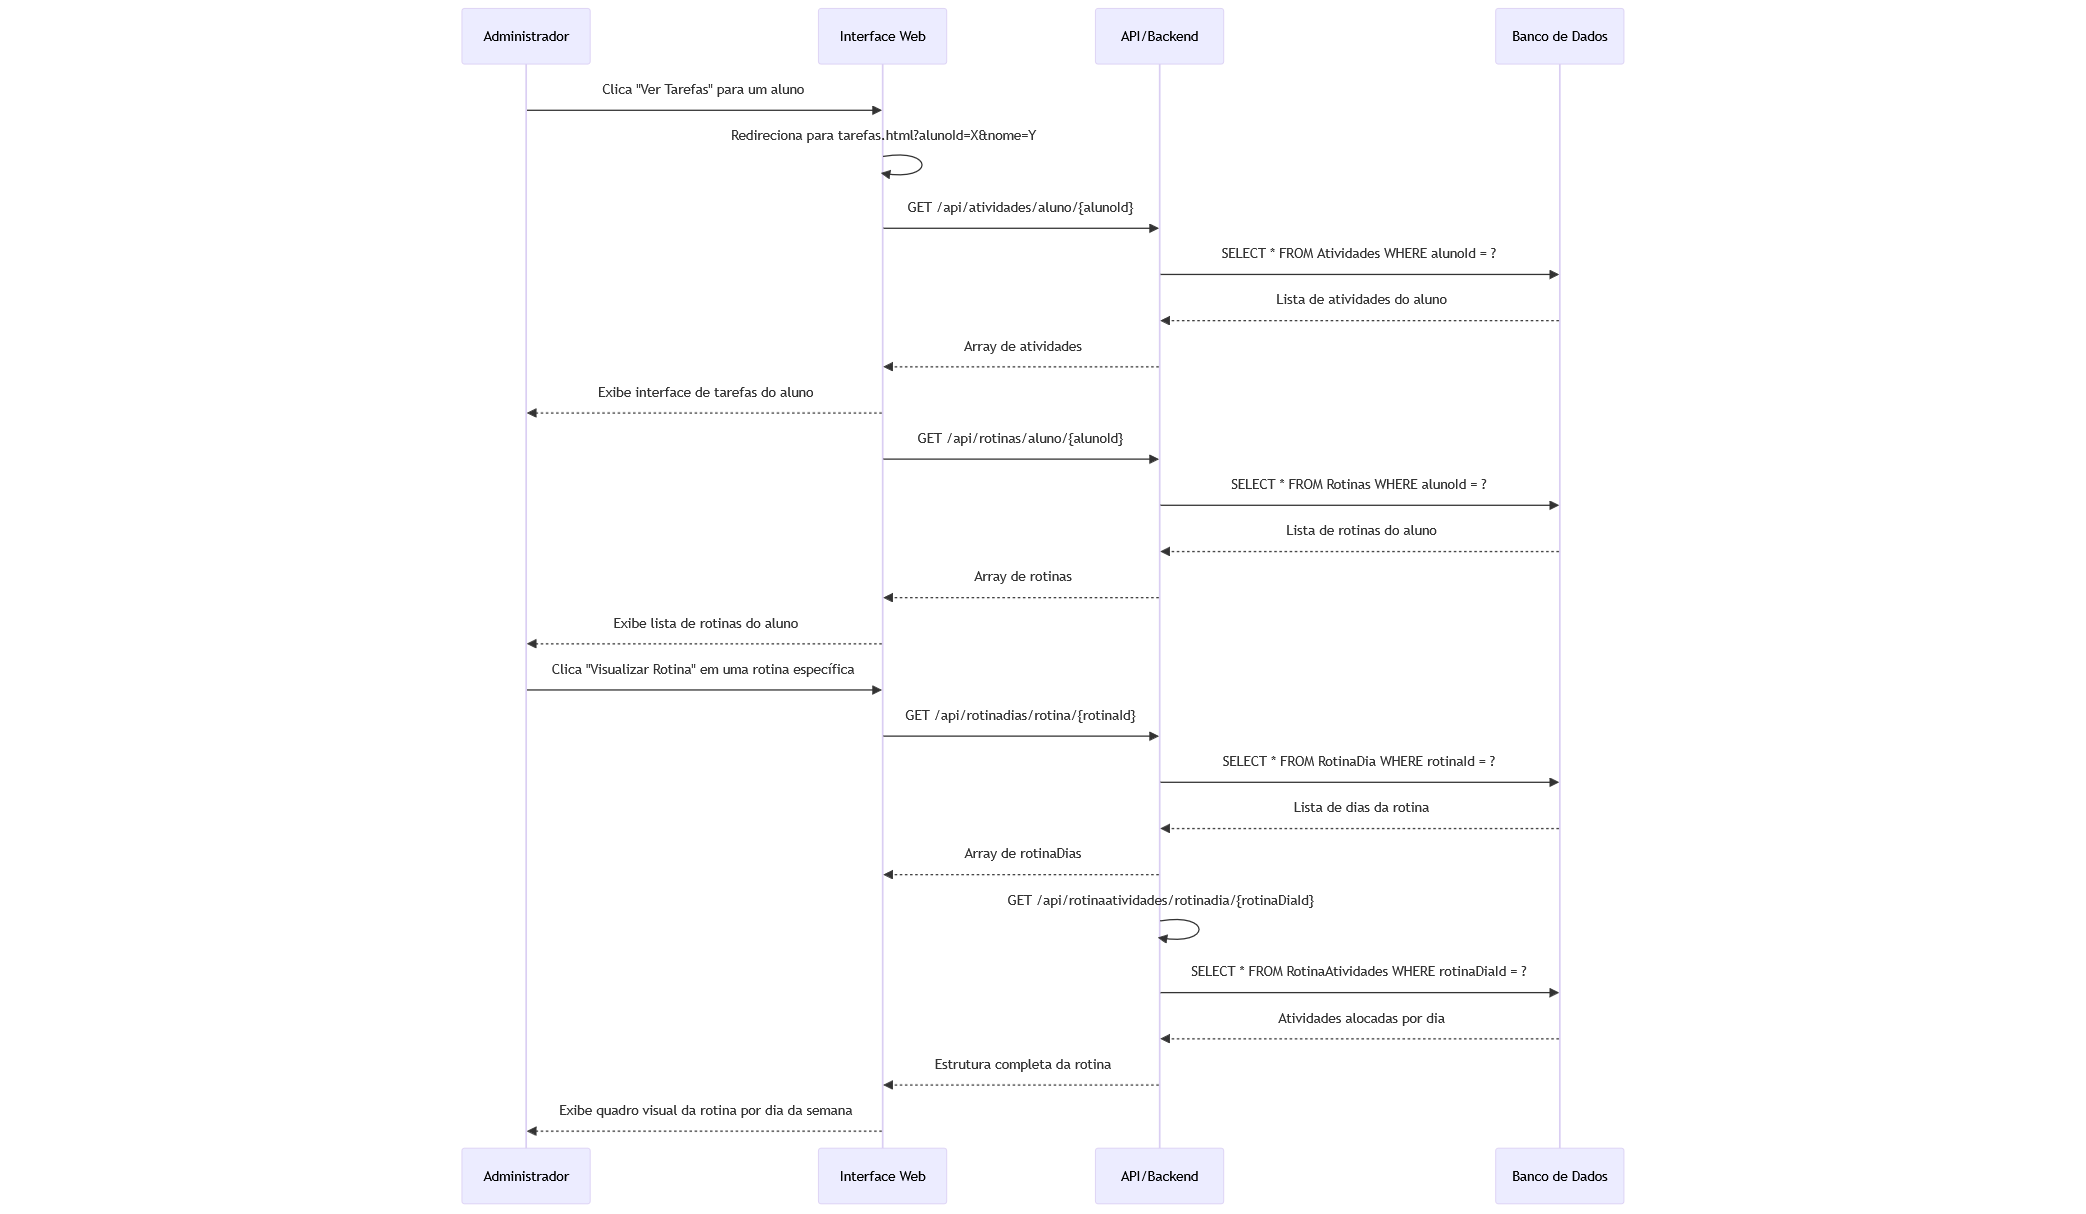 Administrador
Interface Web
API/Backend
Banco de Dados
Clica "Ver Tarefas" para um aluno
Redireciona para tarefas.html?alunoId=X&nome=Y
GET /api/atividades/aluno/{alunoId}
SELECT * FROM Atividades WHERE alunoId = ?
Lista de atividades do aluno
Array de atividades
Exibe interface de tarefas do aluno
GET /api/rotinas/aluno/{alunoId}
SELECT * FROM Rotinas WHERE alunoId = ?
Lista de rotinas do aluno
Array de rotinas
Exibe lista de rotinas do aluno
Clica "Visualizar Rotina" em uma rotina específica
GET /api/rotinadias/rotina/{rotinaId}
SELECT * FROM RotinaDia WHERE rotinaId = ?
Lista de dias da rotina
Array de rotinaDias
GET /api/rotinaatividades/rotinadia/{rotinaDiaId}
SELECT * FROM RotinaAtividades WHERE rotinaDiaId = ?
Atividades alocadas por dia
Estrutura completa da rotina
Exibe quadro visual da rotina por dia da semana
Administrador
Interface Web
API/Backend
Banco de Dados